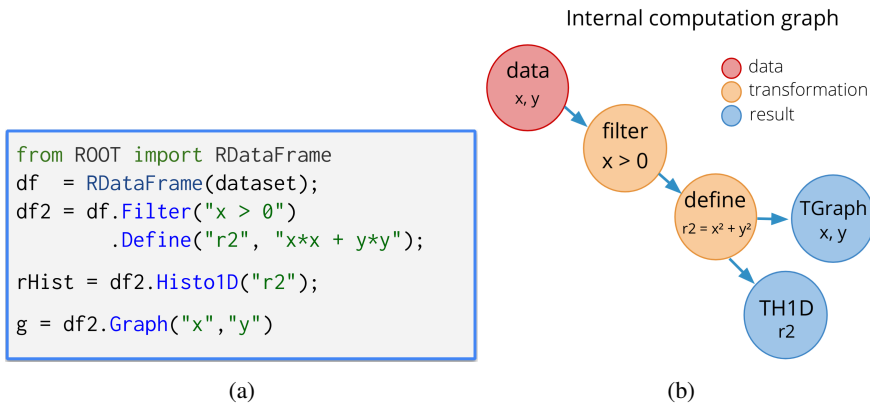 from ROOT import RDataFrame
df  = RDataFrame(dataset);
df2 = df.Filter("x > 0")
        .Define("r2", "x*x + y*y");
rHist = df2.Histo1D("r2");
g = df2.Graph("x","y")
(a)
Internal computation graph
data
transformation
result
data
x, y
filter
x > 0
define
r2 = x² + y²
TGraph
x, y
TH1D
r2
(b)